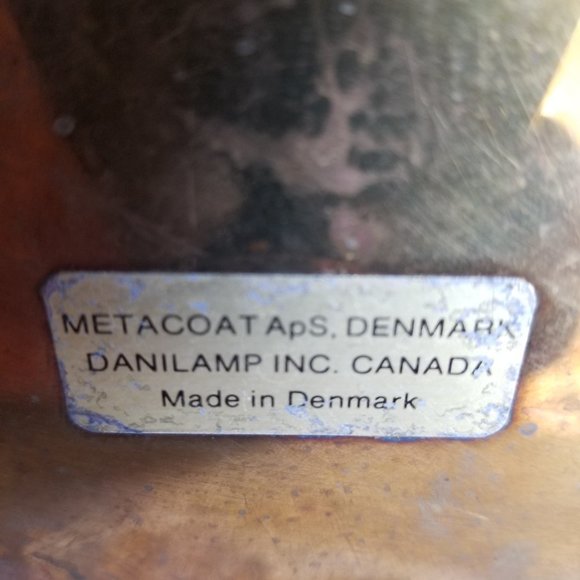 METACOAT ApS, DENMARK
DANILAMP INC. CANADA
Made in Denmark